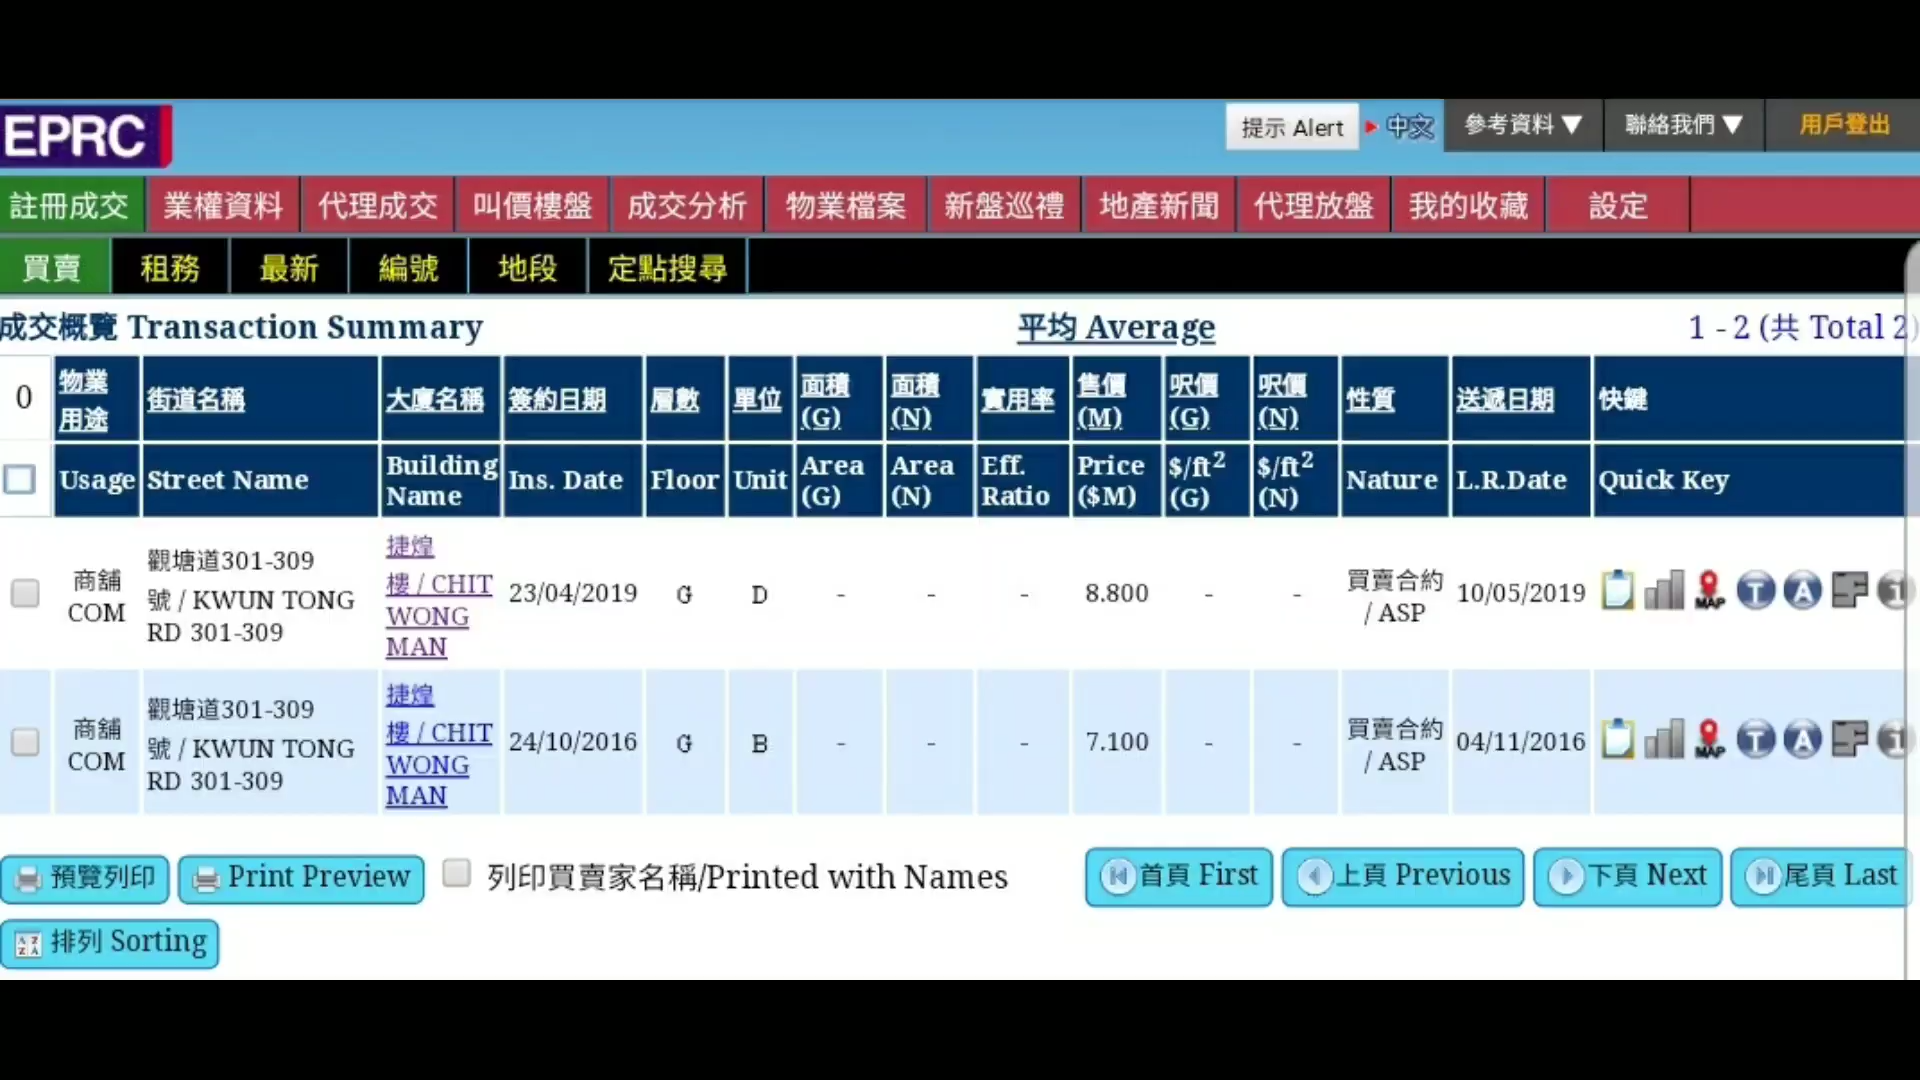 EPRC
提示 Alert
中文
參考資料 ▼
聯絡我們 ▼
用戶登出
註冊成交 業權資料 代理成交 叫價樓盤 成交分析 物業檔案 新盤巡禮 地產新聞 代理放盤 我的收藏 設定
買賣 租務 最新 編號 地段 定點搜尋
成交概覽 Transaction Summary
平均 Average
1 - 2 (共 Total 2)
0
物業
用途
街道名稱
大廈名稱
簽約日期
層數
單位
面積
(G)
面積
(N)
實用率
售價
(M)
呎價
(G)
呎價
(N)
性質
送遞日期
快鍵
Usage
Street Name
Building
Name
Ins. Date
Floor
Unit
Area
(G)
Area
(N)
Eff.
Ratio
Price
($M)
$/ft²
(G)
$/ft²
(N)
Nature
L.R.Date
Quick Key
商舖
COM
觀塘道301-309
號 / KWUN TONG
RD 301-309
捷煌
樓 / CHIT
WONG
MAN
23/04/2019
G
D
-
-
-
8.800
-
-
買賣合約
/ ASP
10/05/2019
MAP
T
A
1
商舖
COM
觀塘道301-309
號 / KWUN TONG
RD 301-309
捷煌
樓 / CHIT
WONG
MAN
24/10/2016
G
B
-
-
-
7.100
-
-
買賣合約
/ ASP
04/11/2016
MAP
T
A
1
預覽列印
Print Preview
列印買賣家名稱/Printed with Names
首頁 First
上頁 Previous
下頁 Next
尾頁 Last
排列 Sorting